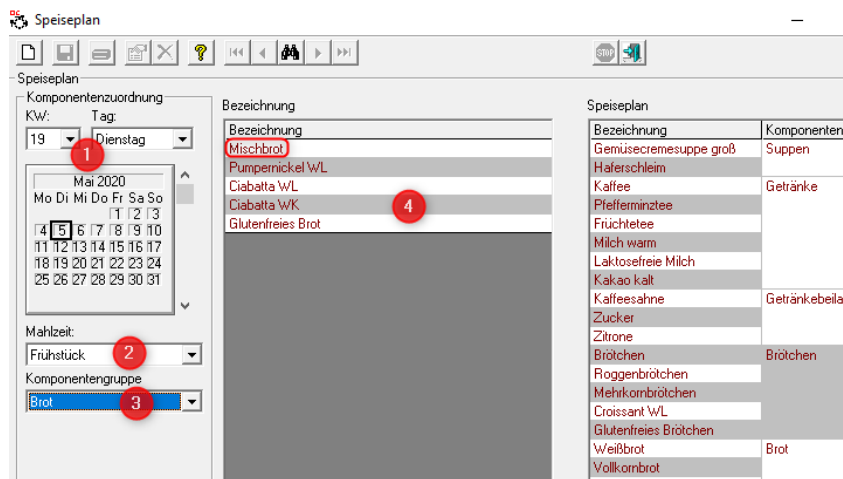 Speiseplan
STOP
Speiseplan
Komponentenzuordnung
KW: Tag:
19 Dienstag
1
Mai 2020
Mo Di Mi Do Fr Sa So
1 2 3
4 5 6 7 8 9 10
11 12 13 14 15 16 17
18 19 20 21 22 23 24
25 26 27 28 29 30 31
Mahlzeit:
Frühstück
2
Komponentengruppe
Brot
3
Bezeichnung
Bezeichnung
Mischbrot
Pumpernickel WL
Ciabatta WL
Ciabatta WK
4
Glutenfreies Brot
Speiseplan
Bezeichnung Komponenten
Gemüsecremesuppe groß Suppen
Haferschleim
Kaffee Getränke
Pfefferminztee
Früchtetee
Milch warm
Laktosefreie Milch
Kakao kalt
Kaffeesahne Getränkebeila
Zucker
Zitrone
Brötchen Brötchen
Roggenbrötchen
Mehrkornbrötchen
Croissant WL
Glutenfreies Brötchen
Weißbrot Brot
Vollkornbrot